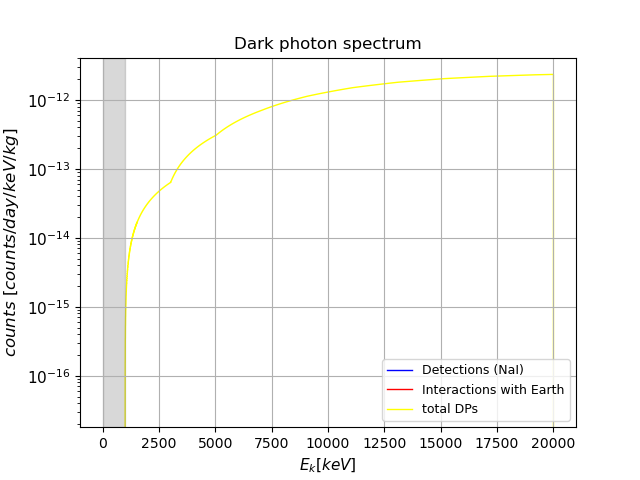 Dark photon spectrum
counts [counts/day/keV/kg]
10⁻¹²
10⁻¹³
10⁻¹⁴
10⁻¹⁵
10⁻¹⁶
Detections (NaI)
Interactions with Earth
total DPs
0 2500 5000 7500 10000 12500 15000 17500 20000
Eₖ[keV]